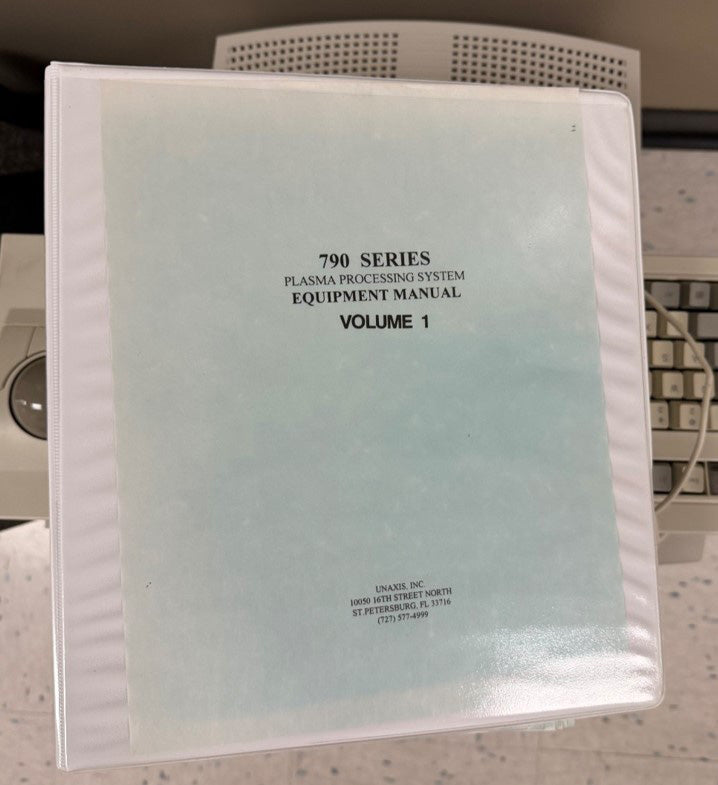 790 SERIES
PLASMA PROCESSING SYSTEM
EQUIPMENT MANUAL
VOLUME 1
UNAXIS, INC.
10050 16TH STREET NORTH
ST.PETERSBURG, FL 33716
(727) 577-4999